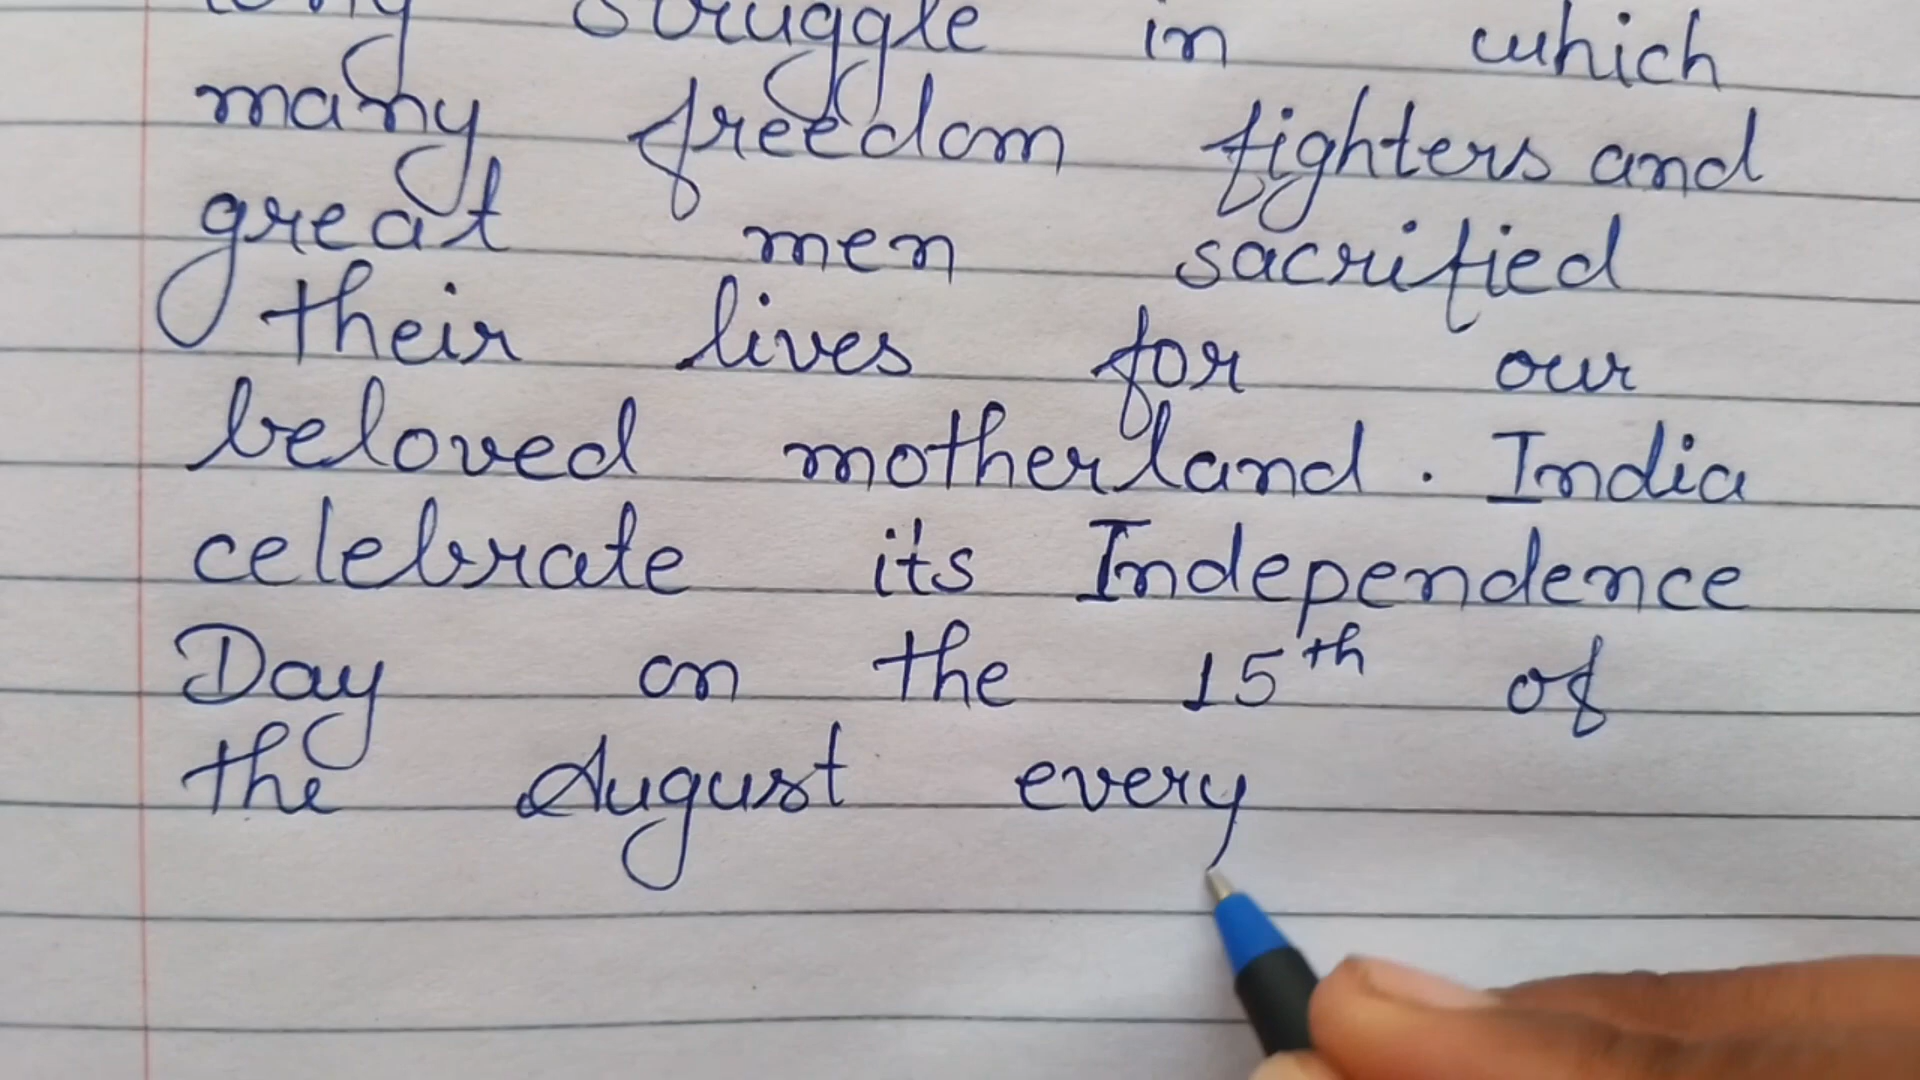 long struggle in which
many freedom fighters and
great men sacrified
their lives for our
beloved motherland. India
celebrate its Independence
Day on the 15th of
the August every